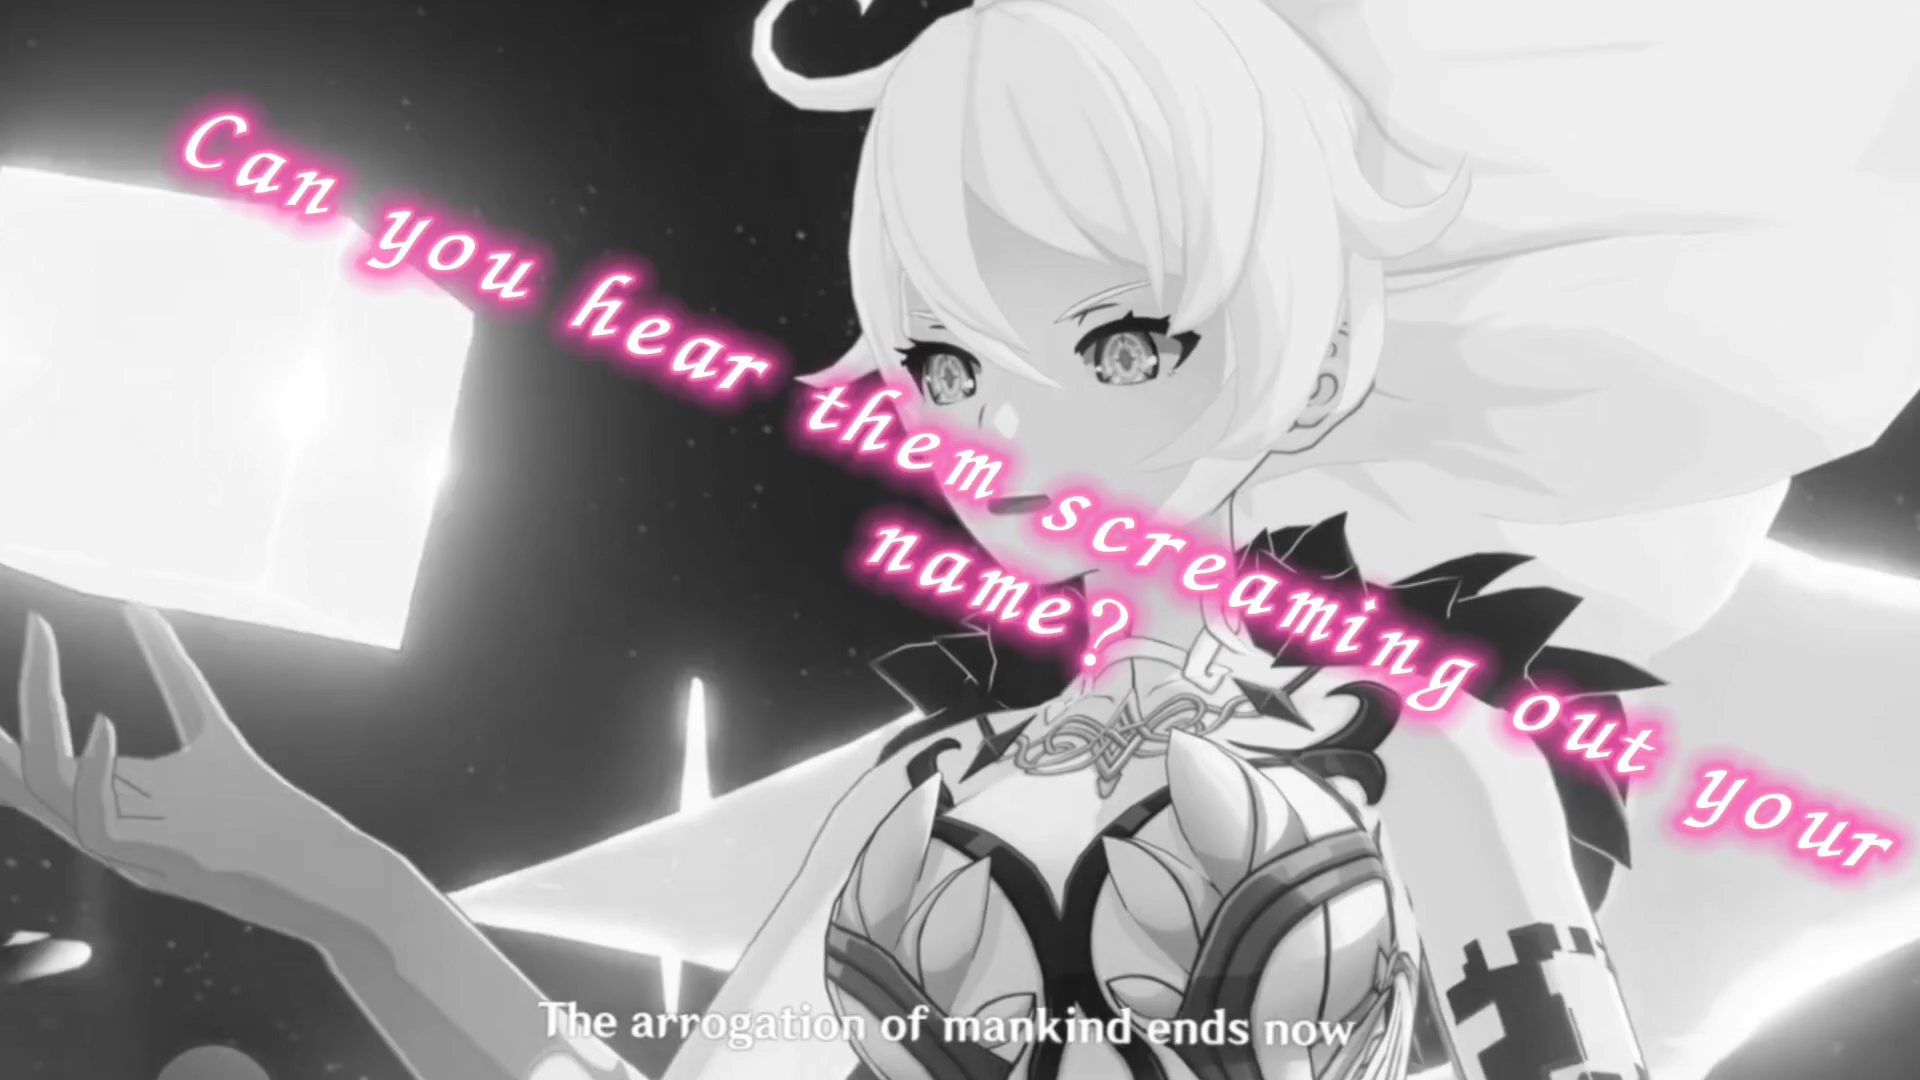 Can you hear them screaming out your
name?
The arrogation of mankind ends now